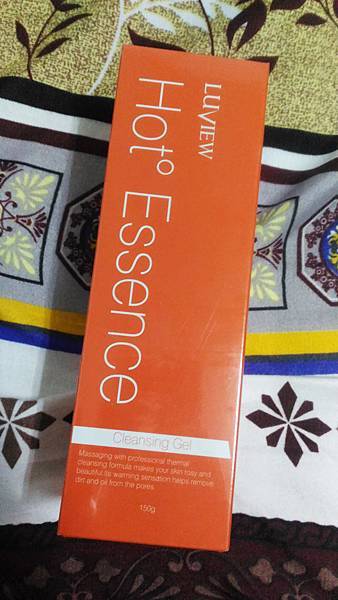 LUVIEW
Hot° Essence
Cleansing Gel
Massaging with professional thermal
cleansing formula makes your skin rosy and
beautiful.Its warming sensation helps remove
dirt and oil from the pores.
150g